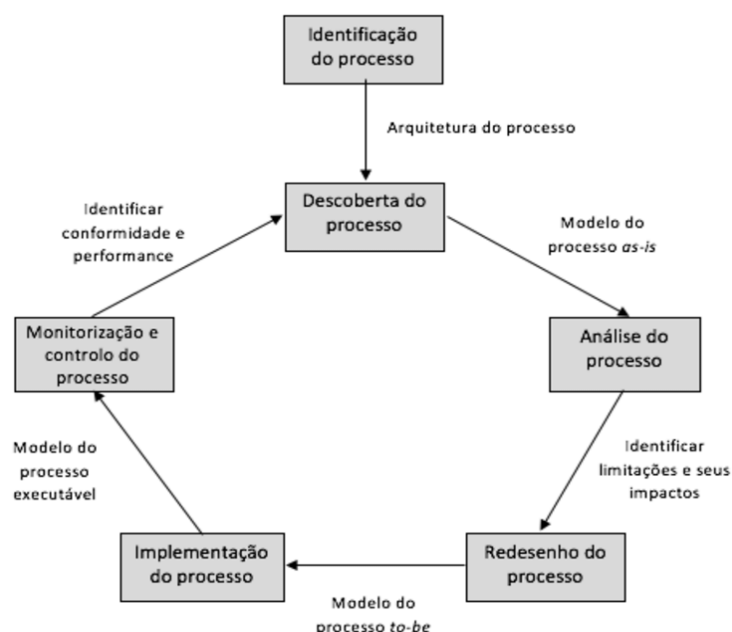 Identificação
do processo
Arquitetura do processo
Descoberta do
processo
Identificar
conformidade e
performance
Modelo do
processo as-is
Monitorização e
controlo do
processo
Análise do
processo
Modelo do
processo
executável
Identificar
limitações e seus
impactos
Implementação
do processo
Redesenho do
processo
Modelo do
processo to-be